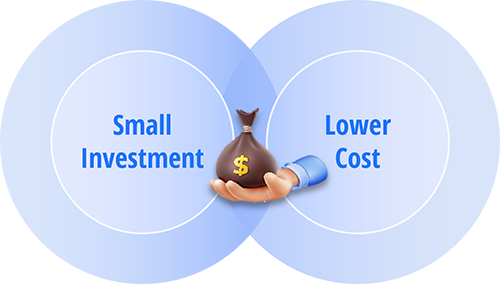 Small
Investment
Lower
Cost
$